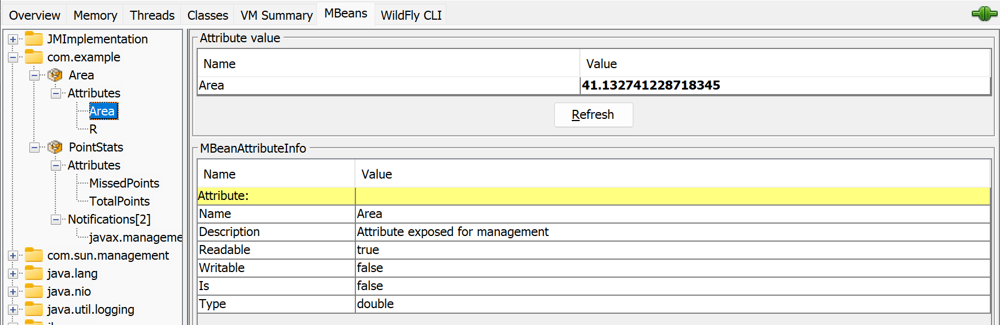 Overview Memory Threads Classes VM Summary MBeans WildFly CLI
JMImplementation
com.example
Area
Attributes
Area
R
PointStats
Attributes
MissedPoints
TotalPoints
Notifications[2]
javax.manageme
com.sun.management
java.lang
java.nio
java.util.logging
Attribute value
Name Value
Area 41.132741228718345
Refresh
MBeanAttributeInfo
Name Value
Attribute:
Name Area
Description Attribute exposed for management
Readable true
Writable false
Is false
Type double